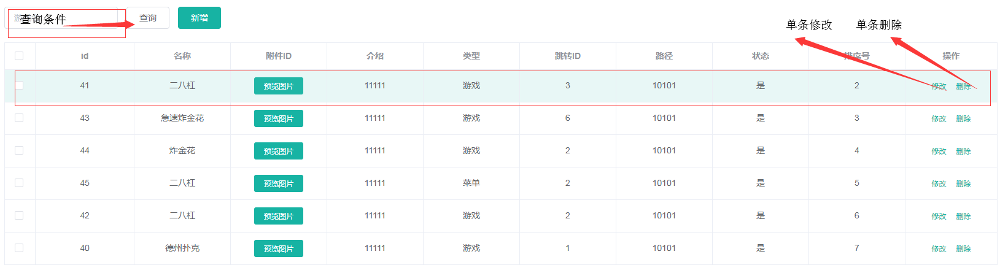 查询条件 查询 新增
单条修改 单条删除
id 名称 附件ID 介绍 类型 跳转ID 路径 状态 排序号 操作
41 二八杠 预览图片 11111 游戏 3 10101 是 2 修改 删除
43 急速炸金花 预览图片 11111 游戏 6 10101 是 3 修改 删除
44 炸金花 预览图片 11111 游戏 2 10101 是 4 修改 删除
45 二八杠 预览图片 11111 菜单 2 10101 是 5 修改 删除
42 二八杠 预览图片 11111 游戏 2 10101 是 6 修改 删除
40 德州扑克 预览图片 11111 游戏 1 10101 是 7 修改 删除